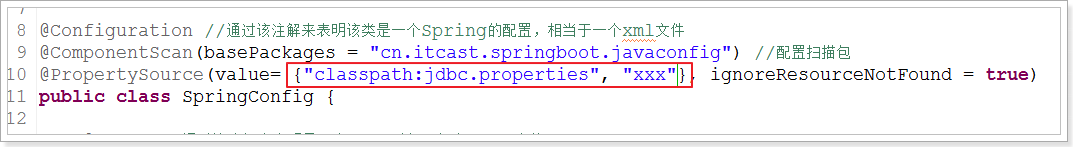 7
8 @Configuration //通过该注解来表明该类是一个Spring的配置，相当于一个xml文件
9 @ComponentScan(basePackages = "cn.itcast.springboot.javaconfig") //配置扫描包
10 @PropertySource(value= {"classpath:jdbc.properties", "xxx"}, ignoreResourceNotFound = true)
11 public class SpringConfig {
12